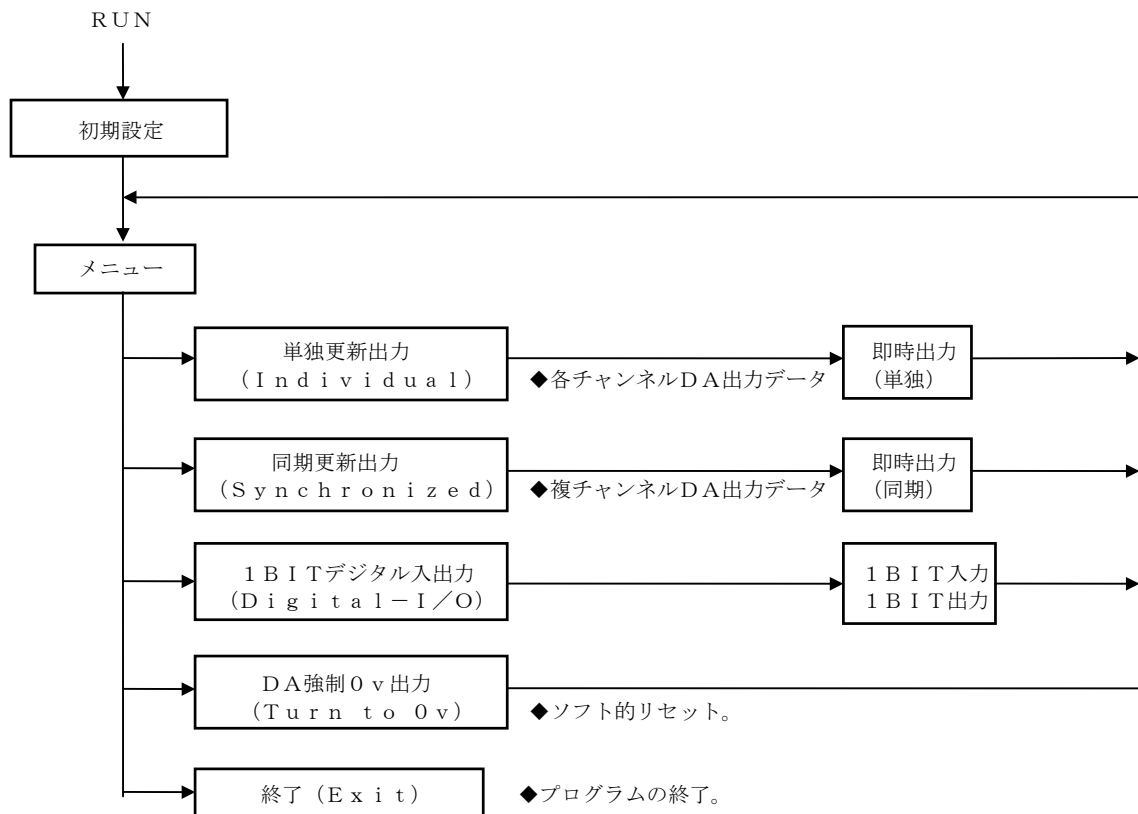 ＲＵＮ
初期設定
メニュー
単独更新出力
（Ｉｎｄｉｖｉｄｕａｌ）
◆各チャンネルＤＡ出力データ
即時出力
（単独）
同期更新出力
（Ｓｙｎｃｈｒｏｎｉｚｅｄ）
◆複チャンネルＤＡ出力データ
即時出力
（同期）
１ＢＩＴデジタル入出力
（Ｄｉｇｉｔａｌ－Ｉ／Ｏ）
１ＢＩＴ入力
１ＢＩＴ出力
ＤＡ強制０ｖ出力
（Ｔｕｒｎ ｔｏ ０ｖ）
◆ソフト的リセット。
終了（Ｅｘｉｔ）
◆プログラムの終了。